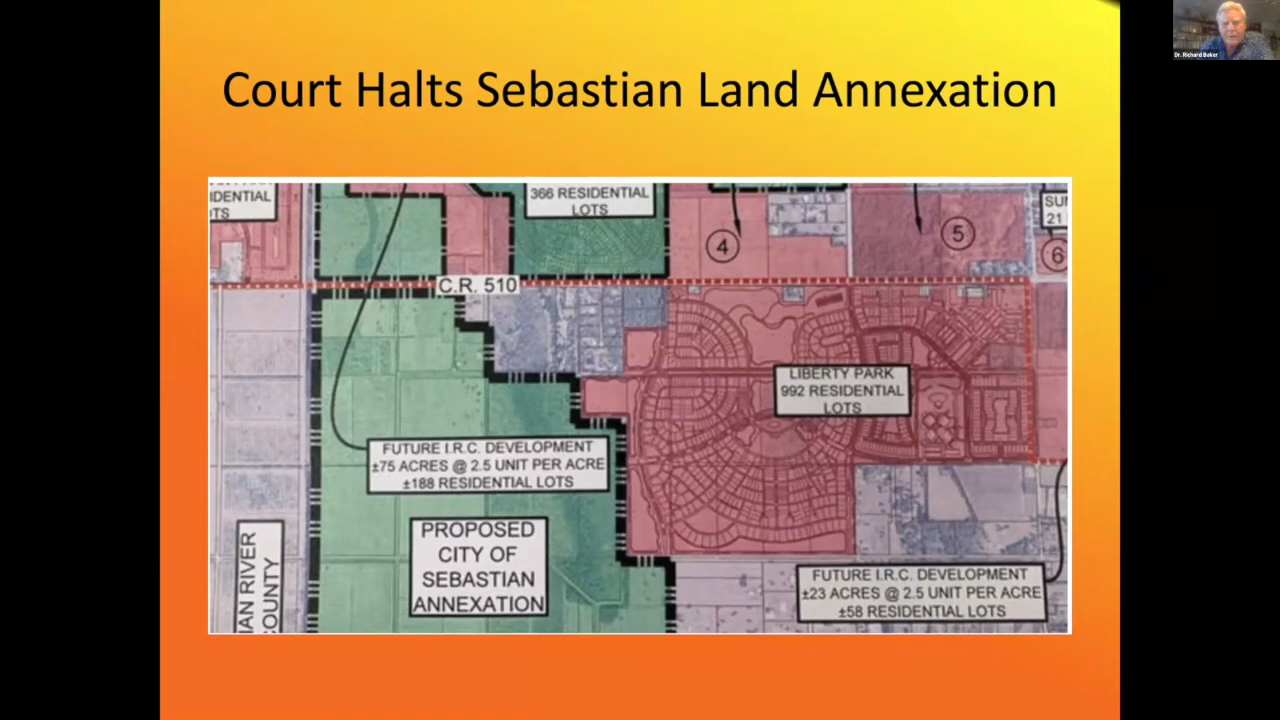 Court Halts Sebastian Land Annexation
Dr. Richard Baker
IDENTIAL
OTS
366 RESIDENTIAL
LOTS
4
5
SU
21
6
C.R. 510
LIBERTY PARK
992 RESIDENTIAL
LOTS
FUTURE I.R.C. DEVELOPMENT
±75 ACRES @ 2.5 UNIT PER ACRE
±188 RESIDENTIAL LOTS
PROPOSED
CITY OF
SEBASTIAN
ANNEXATION
IAN RIVER
OUNTY
FUTURE I.R.C. DEVELOPMENT
±23 ACRES @ 2.5 UNIT PER ACRE
±58 RESIDENTIAL LOTS